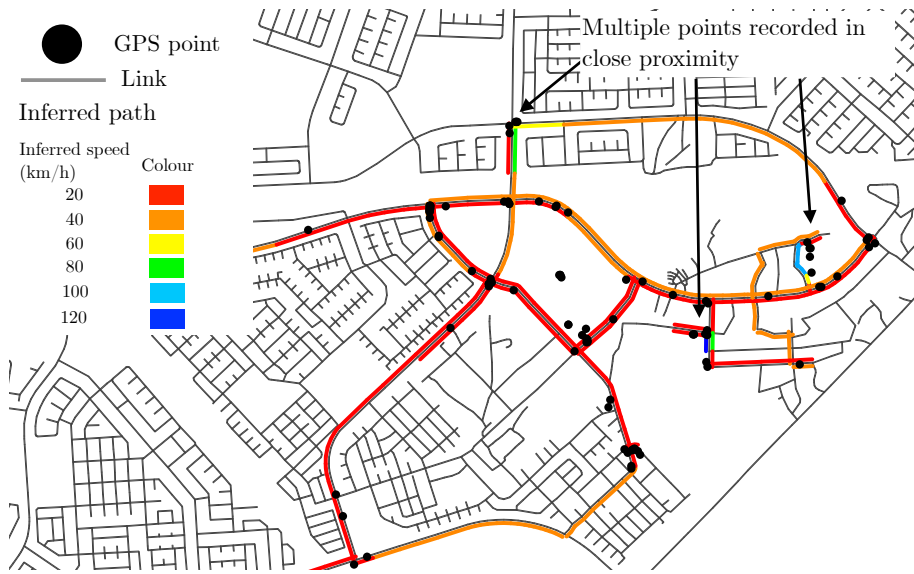 GPS point
Link
Inferred path
Inferred speed
(km/h)
Colour
20
40
60
80
100
120
Multiple points recorded in
close proximity